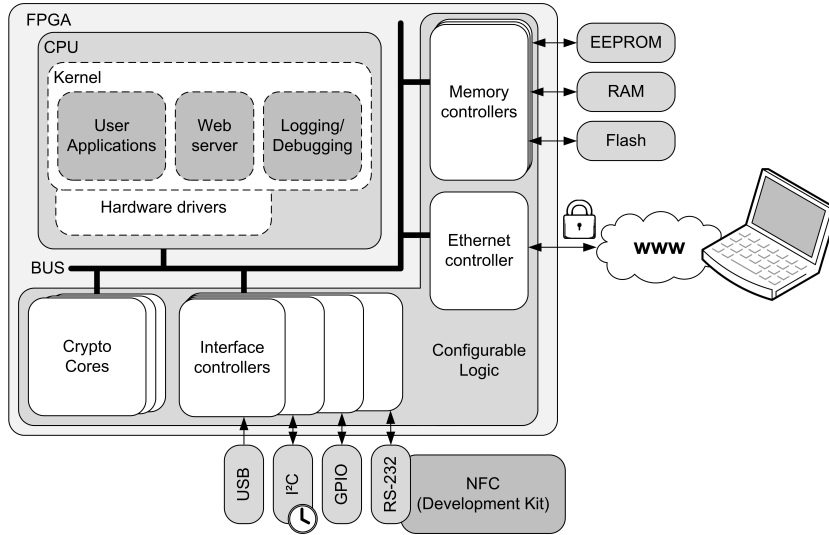 FPGA
CPU
Kernel
User
Applications
Web
server
Logging/
Debugging
Hardware drivers
BUS
Memory
controllers
EEPROM
RAM
Flash
Ethernet
controller
www
Crypto
Cores
Interface
controllers
Configurable
Logic
USB
I²C
GPIO
RS-232
NFC
(Development Kit)